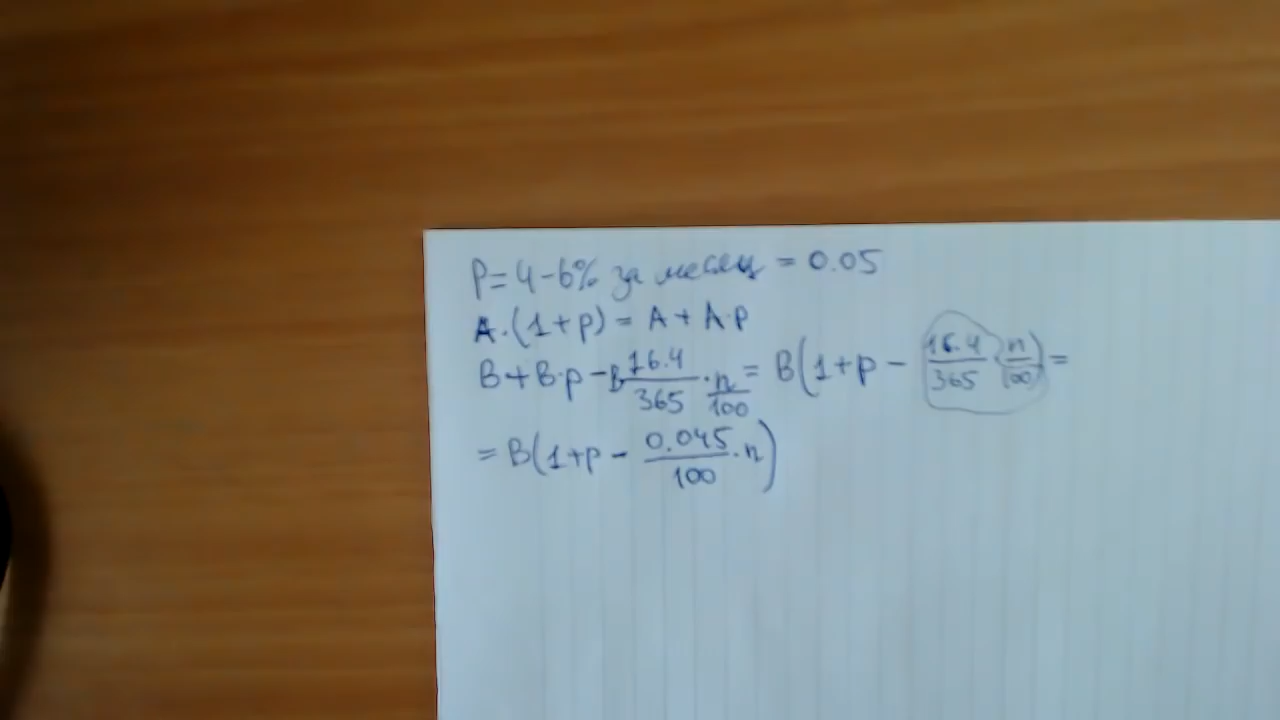 P=4-6% за месяц = 0.05
A·(1+p) = A + A·p
B+B·p - B 16.4/365 · n/100 = B(1+p - 16.4/365 · n/100) =
= B(1+p - 0.045/100 · n)